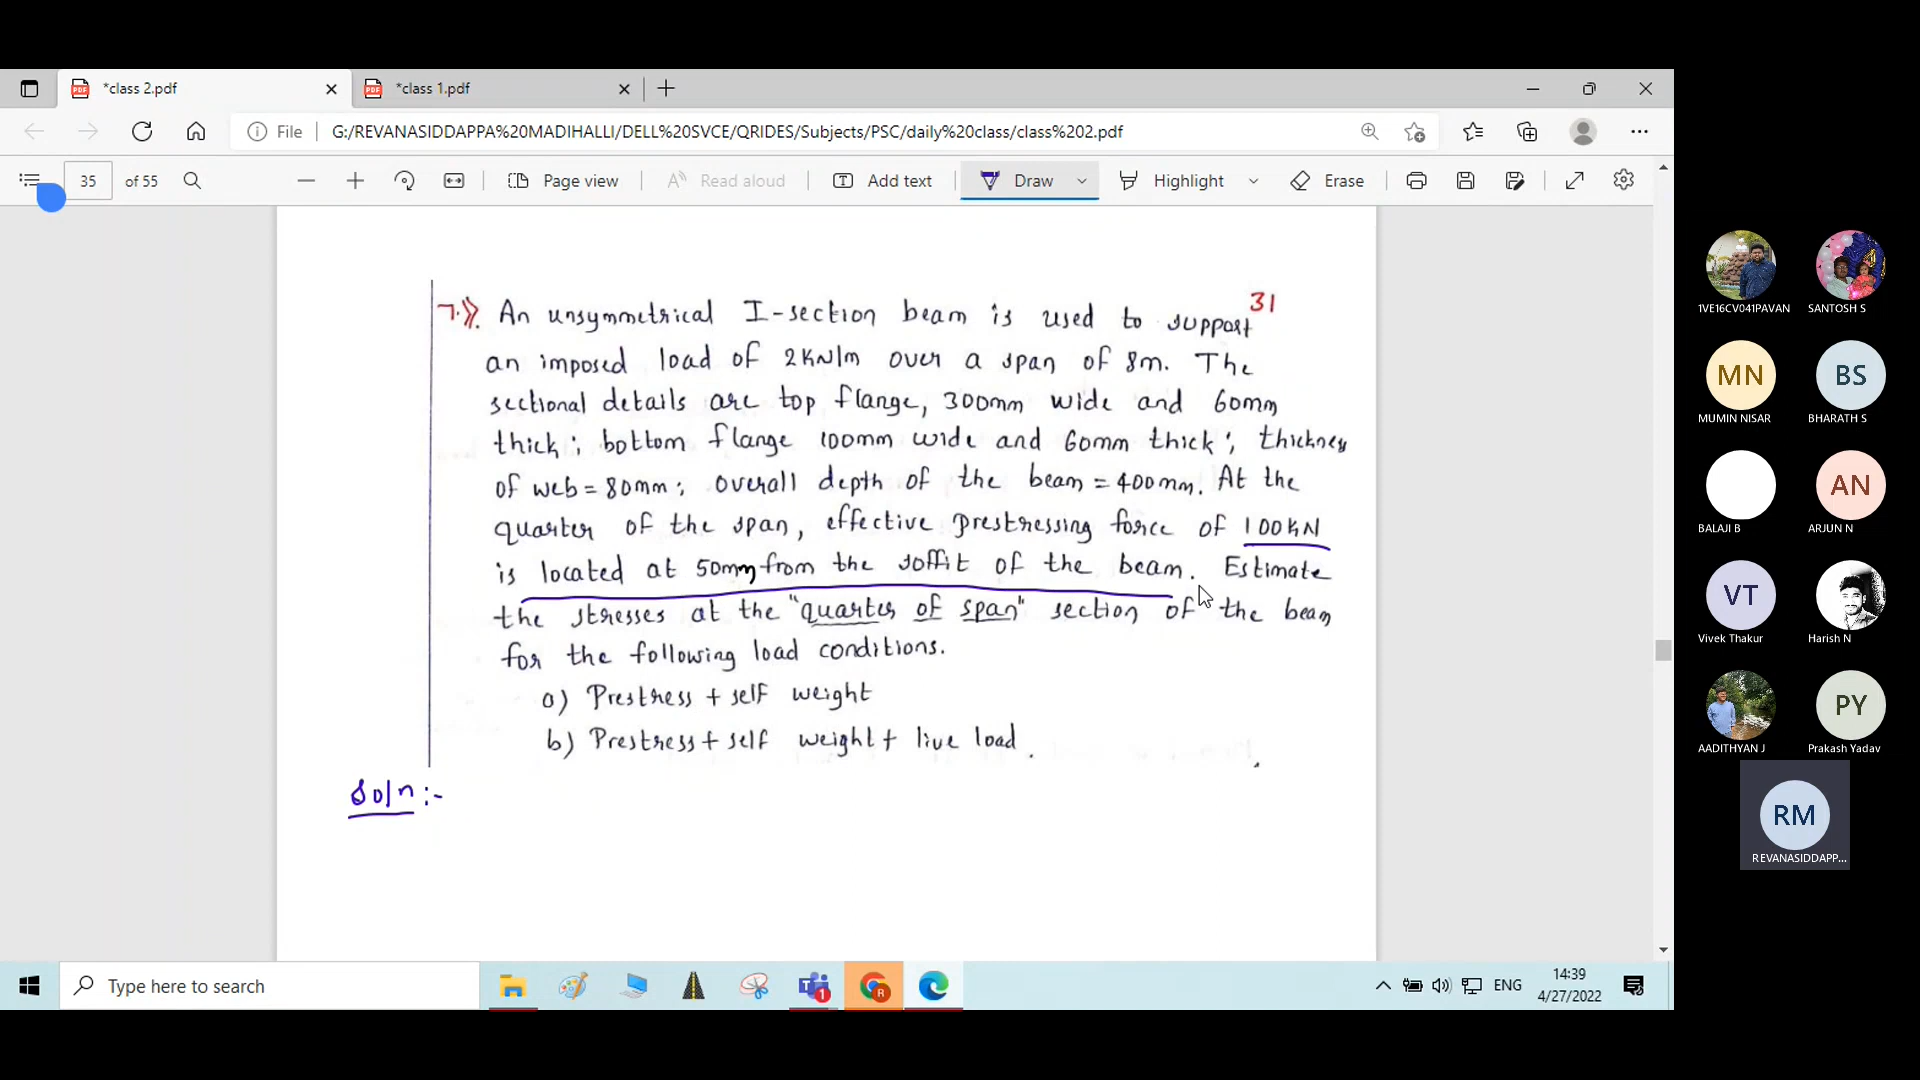 *class 2.pdf
*class 1.pdf
File
G:/REVANASIDDAPPA%20MADIHALLI/DELL%20SVCE/QRIDES/Subjects/PSC/daily%20class/class%202.pdf
35 of 55
Page view
Read aloud
Add text
Draw
Highlight
Erase
31
7.》. An unsymmetrical I-section beam is used to support
an imposed load of 2KN/m over a span of 8m. The
sectional details are top flange, 300mm wide and 60mm
thick; bottom flange 100mm wide and 60mm thick; thickness
of web = 80mm; overall depth of the beam = 400mm. At the
quarter of the span, effective prestressing force of 100KN
is located at 50mm from the soffit of the beam. Estimate
the stresses at the "quarter of span" section of the beam
for the following load conditions.
a) Prestress + self weight
b) Prestress + self weight + live load.
Soln:-
1VE16CV041PAVAN
SANTOSH S
MN
BS
MUMIN NISAR
BHARATH S
AN
BALAJI B
ARJUN N
VT
Vivek Thakur
Harish N
PY
AADITHYAN J
Prakash Yadav
RM
REVANASIDDAPP...
Type here to search
1
R
ENG
14:39
4/27/2022